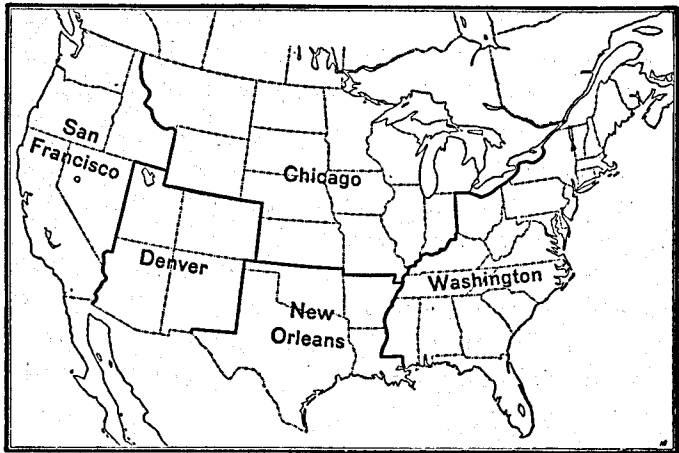 San
Francisco
Chicago
Denver
New
Orleans
Washington